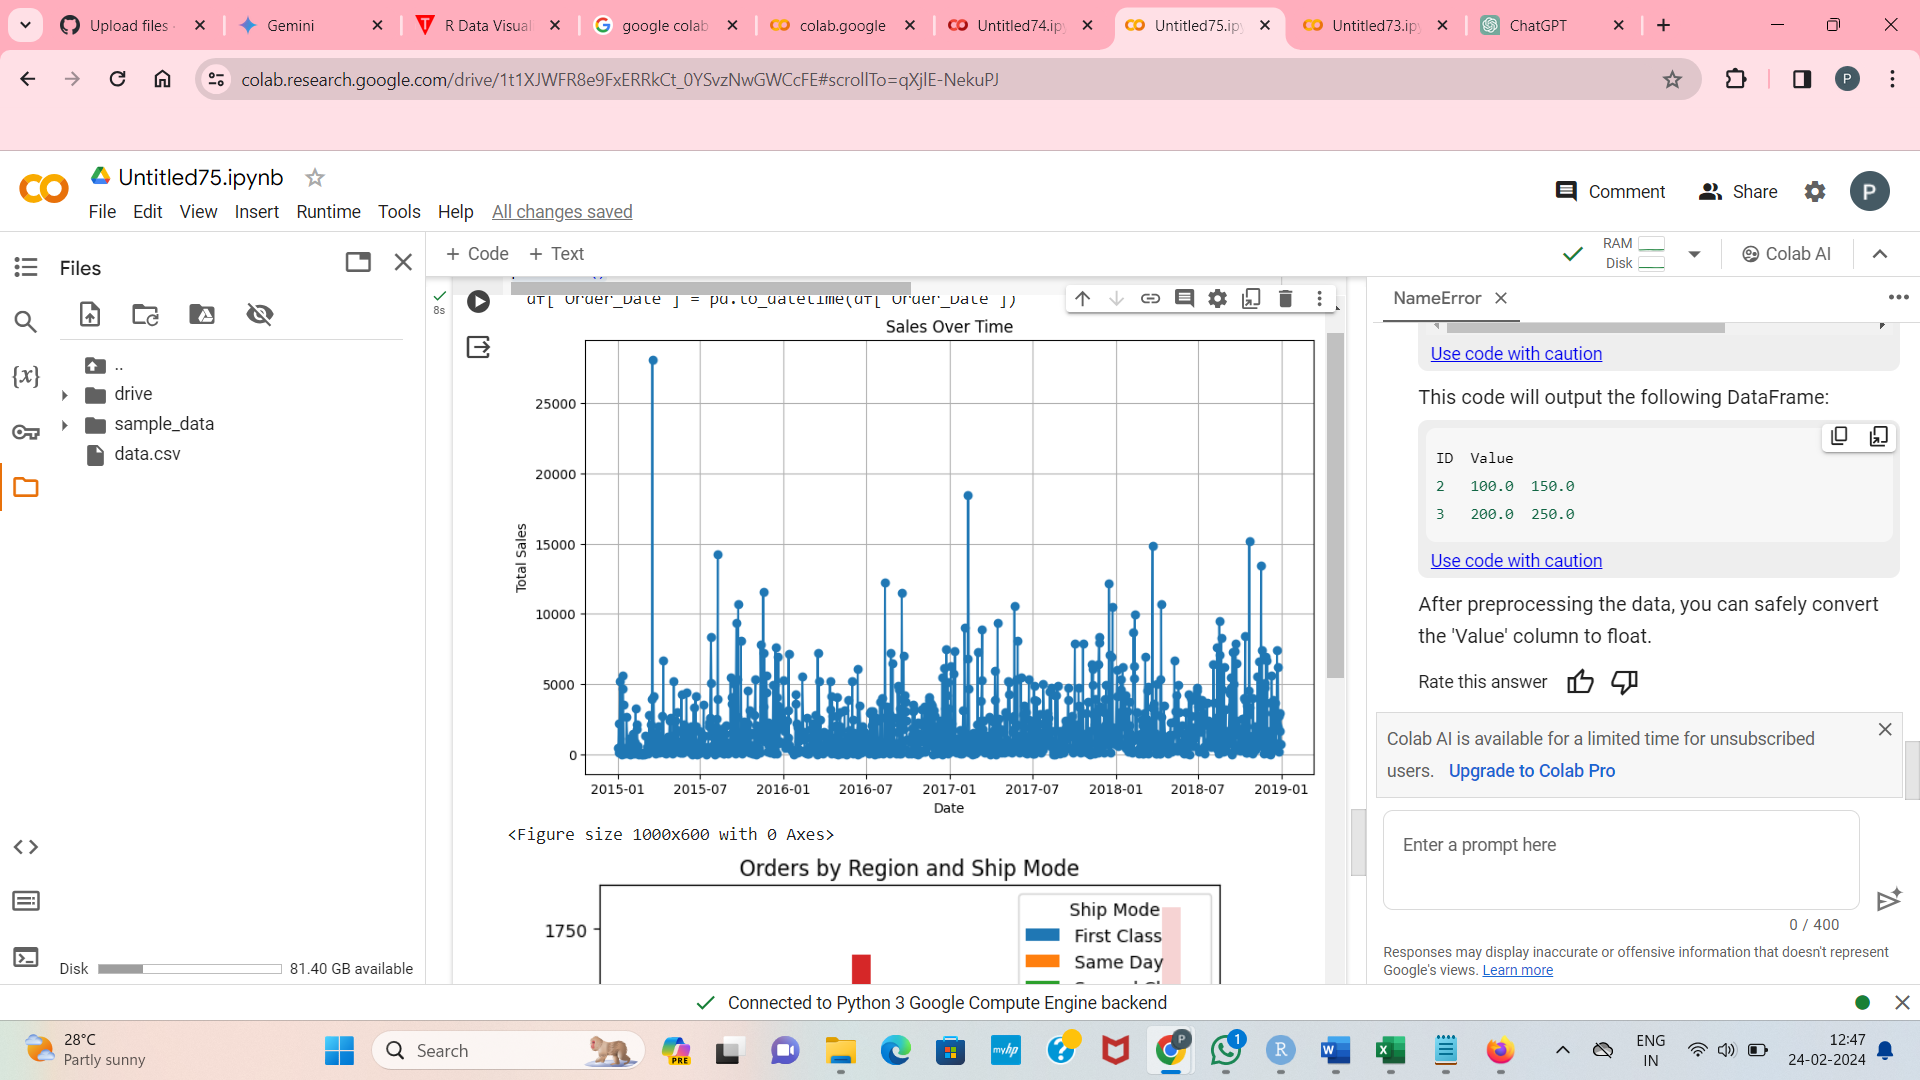 Upload files
Gemini
R Data Visual
google colab
colab.google
Untitled74.ip
Untitled75.ip
Untitled73.ip
ChatGPT
colab.research.google.com/drive/1t1XJWFR8e9FxERRkCt_0YSvzNwGWCcFE#scrollTo=qXjlE-NekuPJ
P
Untitled75.ipynb
Comment
Share
P
File Edit View Insert Runtime Tools Help All changes saved
Files
+ Code + Text
RAM
Disk
Colab AI
..
drive
sample_data
data.csv
{x}
8s
df['Order_Date'] = pd.to_datetime(df['Order_Date'])
Sales Over Time
25000
20000
15000
10000
5000
0
Total Sales
2015-01 2015-07 2016-01 2016-07 2017-01 2017-07 2018-01 2018-07 2019-01
Date
<Figure size 1000x600 with 0 Axes>
Orders by Region and Ship Mode
1750
Ship Mode
First Class
Same Day
NameError
Use code with caution
This code will output the following DataFrame:
ID Value
2 100.0 150.0
3 200.0 250.0
Use code with caution
After preprocessing the data, you can safely convert
the 'Value' column to float.
Rate this answer
Colab AI is available for a limited time for unsubscribed
users. Upgrade to Colab Pro
Enter a prompt here
0 / 400
Responses may display inaccurate or offensive information that doesn't represent
Google's views. Learn more
Disk 81.40 GB available
Connected to Python 3 Google Compute Engine backend
28°C
Partly sunny
Search
PRE
myhp
P
1
R
W
X
ENG
IN
12:47
24-02-2024